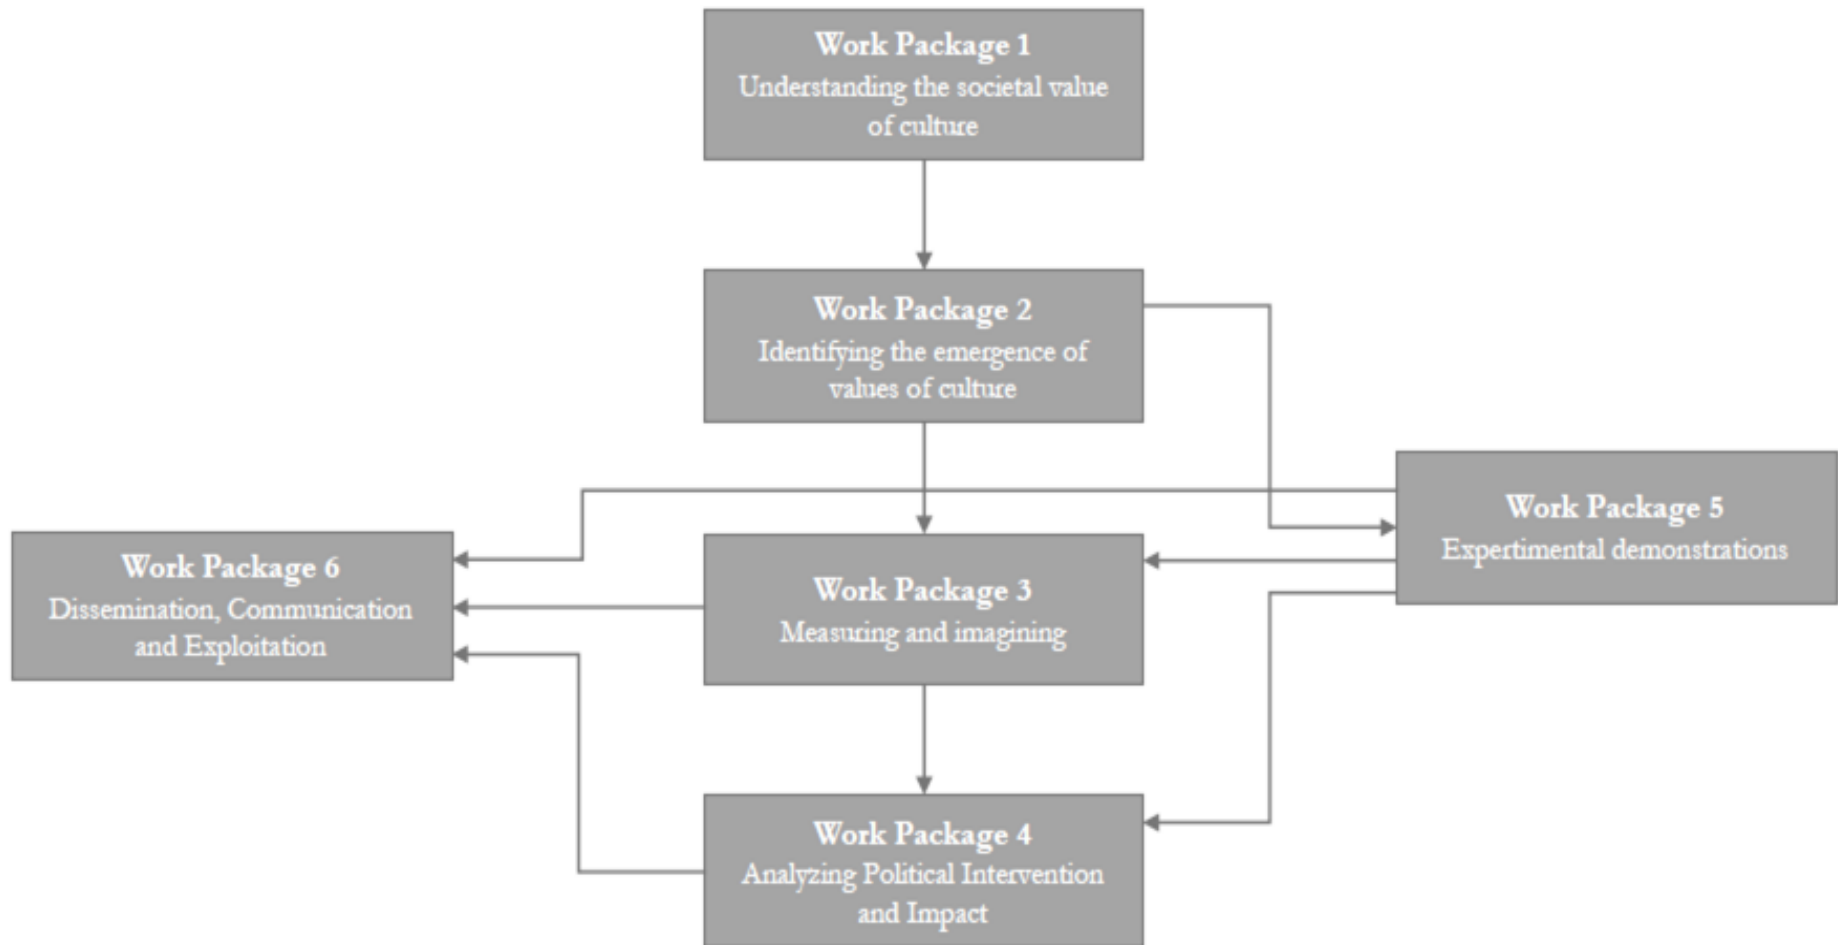 Work Package 1
Understanding the societal value
of culture
Work Package 2
Identifying the emergence of
values of culture
Work Package 5
Expertimental demonstrations
Work Package 6
Dissemination, Communication
and Exploitation
Work Package 3
Measuring and imagining
Work Package 4
Analyzing Political Intervention
and Impact